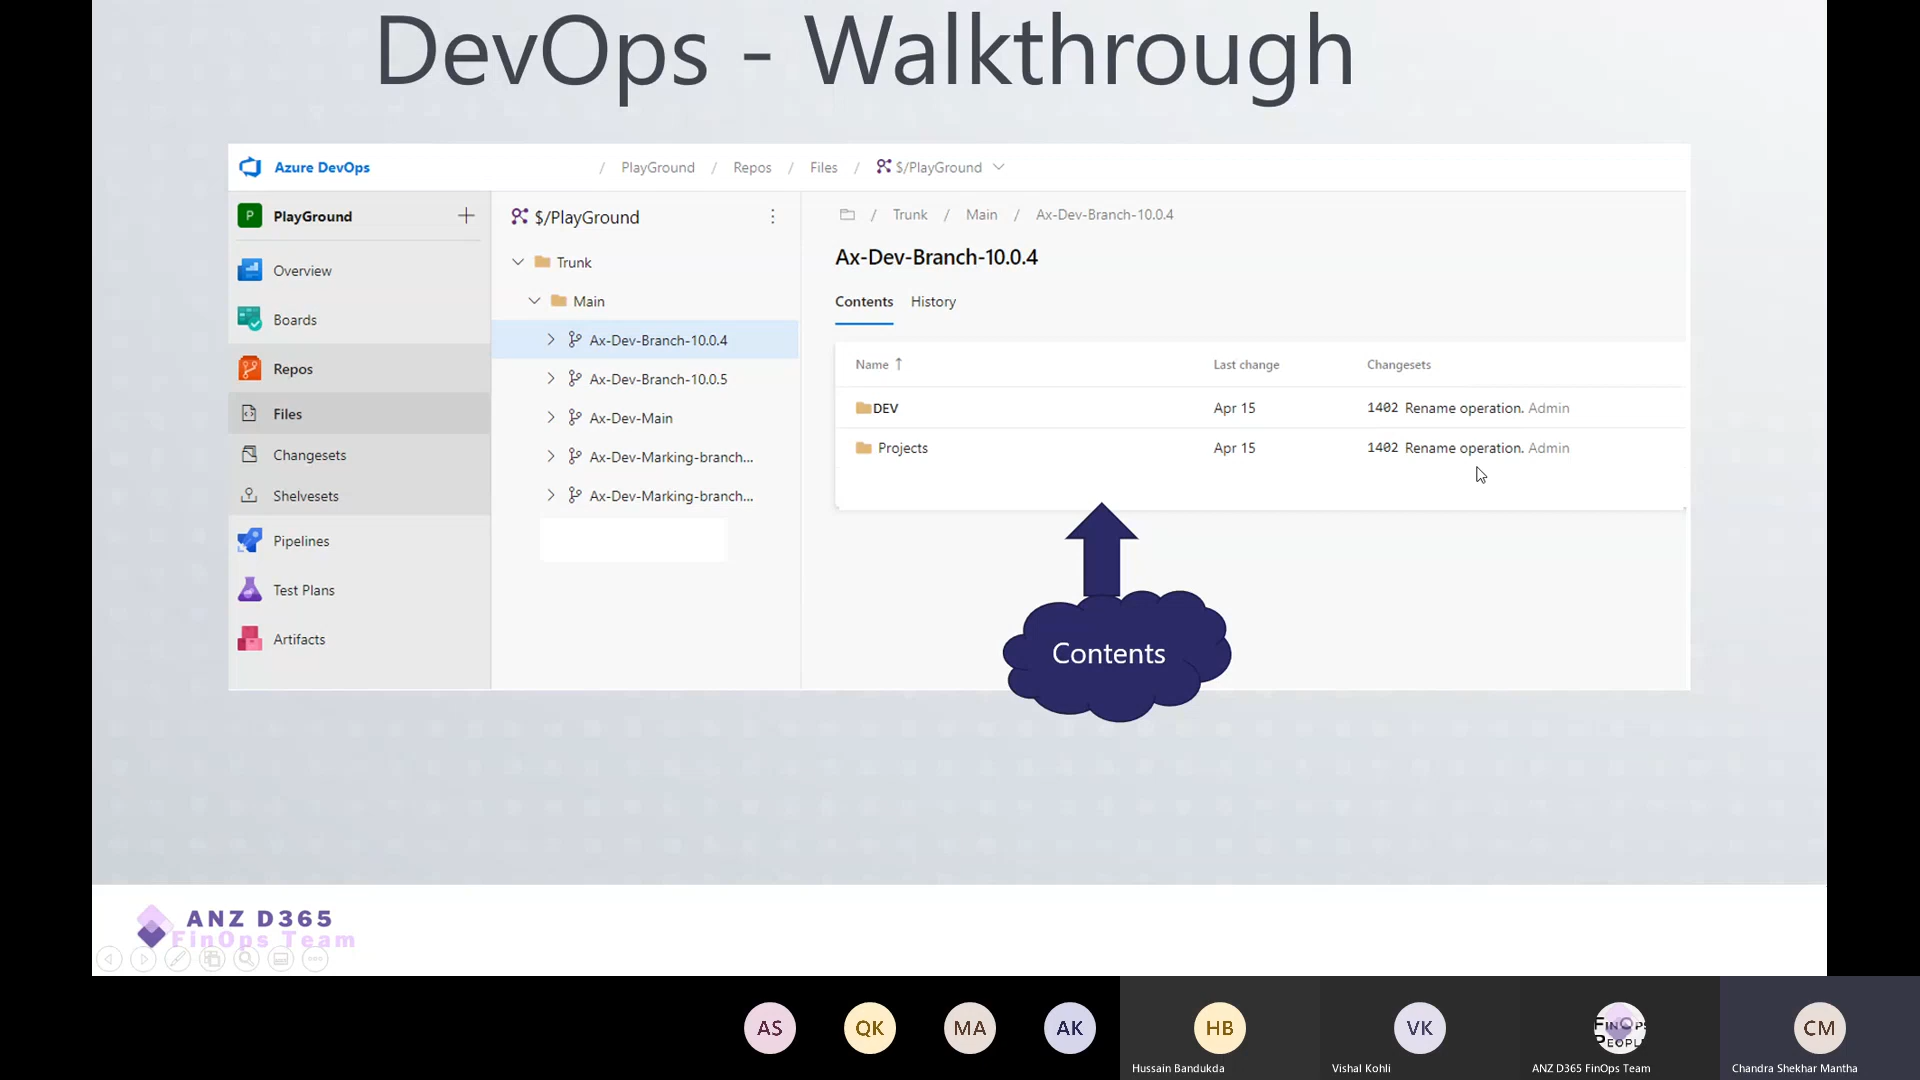 DevOps - Walkthrough
Azure DevOps / PlayGround / Repos / Files / $/PlayGround
P PlayGround
Overview
Boards
Repos
Files
Changesets
Shelvesets
Pipelines
Test Plans
Artifacts
$/PlayGround
Trunk
Main
Ax-Dev-Branch-10.0.4
Ax-Dev-Branch-10.0.5
Ax-Dev-Main
Ax-Dev-Marking-branch...
Ax-Dev-Marking-branch...
/ Trunk / Main / Ax-Dev-Branch-10.0.4
Ax-Dev-Branch-10.0.4
Contents History
Name ↑ Last change Changesets
DEV Apr 15 1402 Rename operation. Admin
Projects Apr 15 1402 Rename operation. Admin
Contents
ANZ D365
FinOps Team
AS QK MA AK HB VK FINOPS PEOPLE CM
Hussain Bandukda Vishal Kohli ANZ D365 FinOps Team Chandra Shekhar Mantha